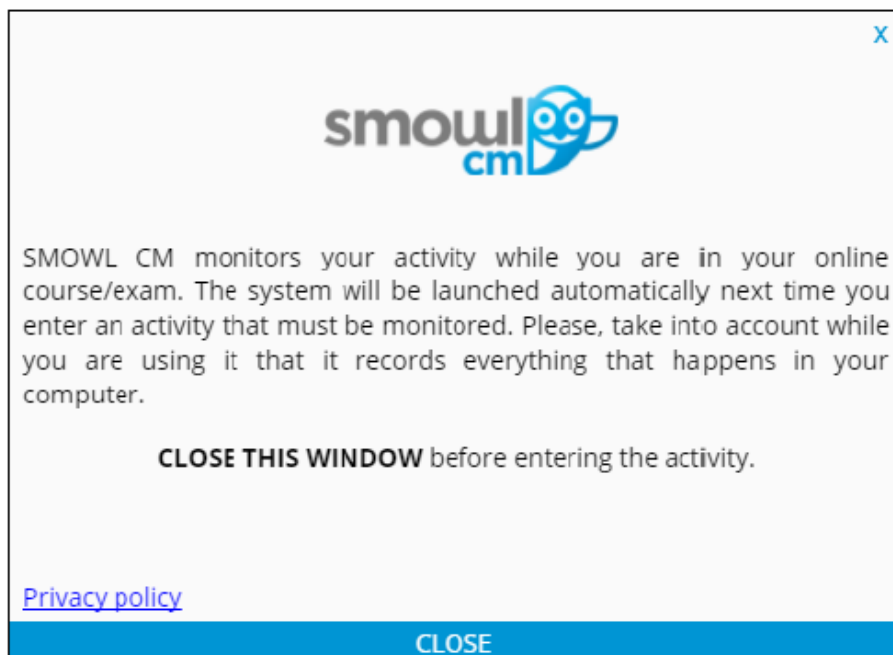 X
smowl
cm
SMOWL CM monitors your activity while you are in your online
course/exam. The system will be launched automatically next time you
enter an activity that must be monitored. Please, take into account while
you are using it that it records everything that happens in your
computer.
CLOSE THIS WINDOW before entering the activity.
Privacy policy
CLOSE